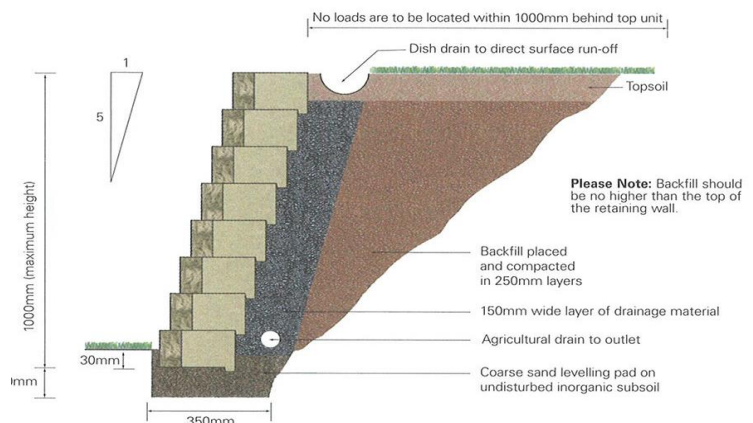 No loads are to be located within 1000mm behind top unit
Dish drain to direct surface run-off
1
Topsoil
5
Please Note: Backfill should
be no higher than the top of
the retaining wall.
1000mm (maximum height)
Backfill placed
and compacted
in 250mm layers
150mm wide layer of drainage material
Agricultural drain to outlet
30mm
Coarse sand levelling pad on
undisturbed inorganic subsoil
350mm